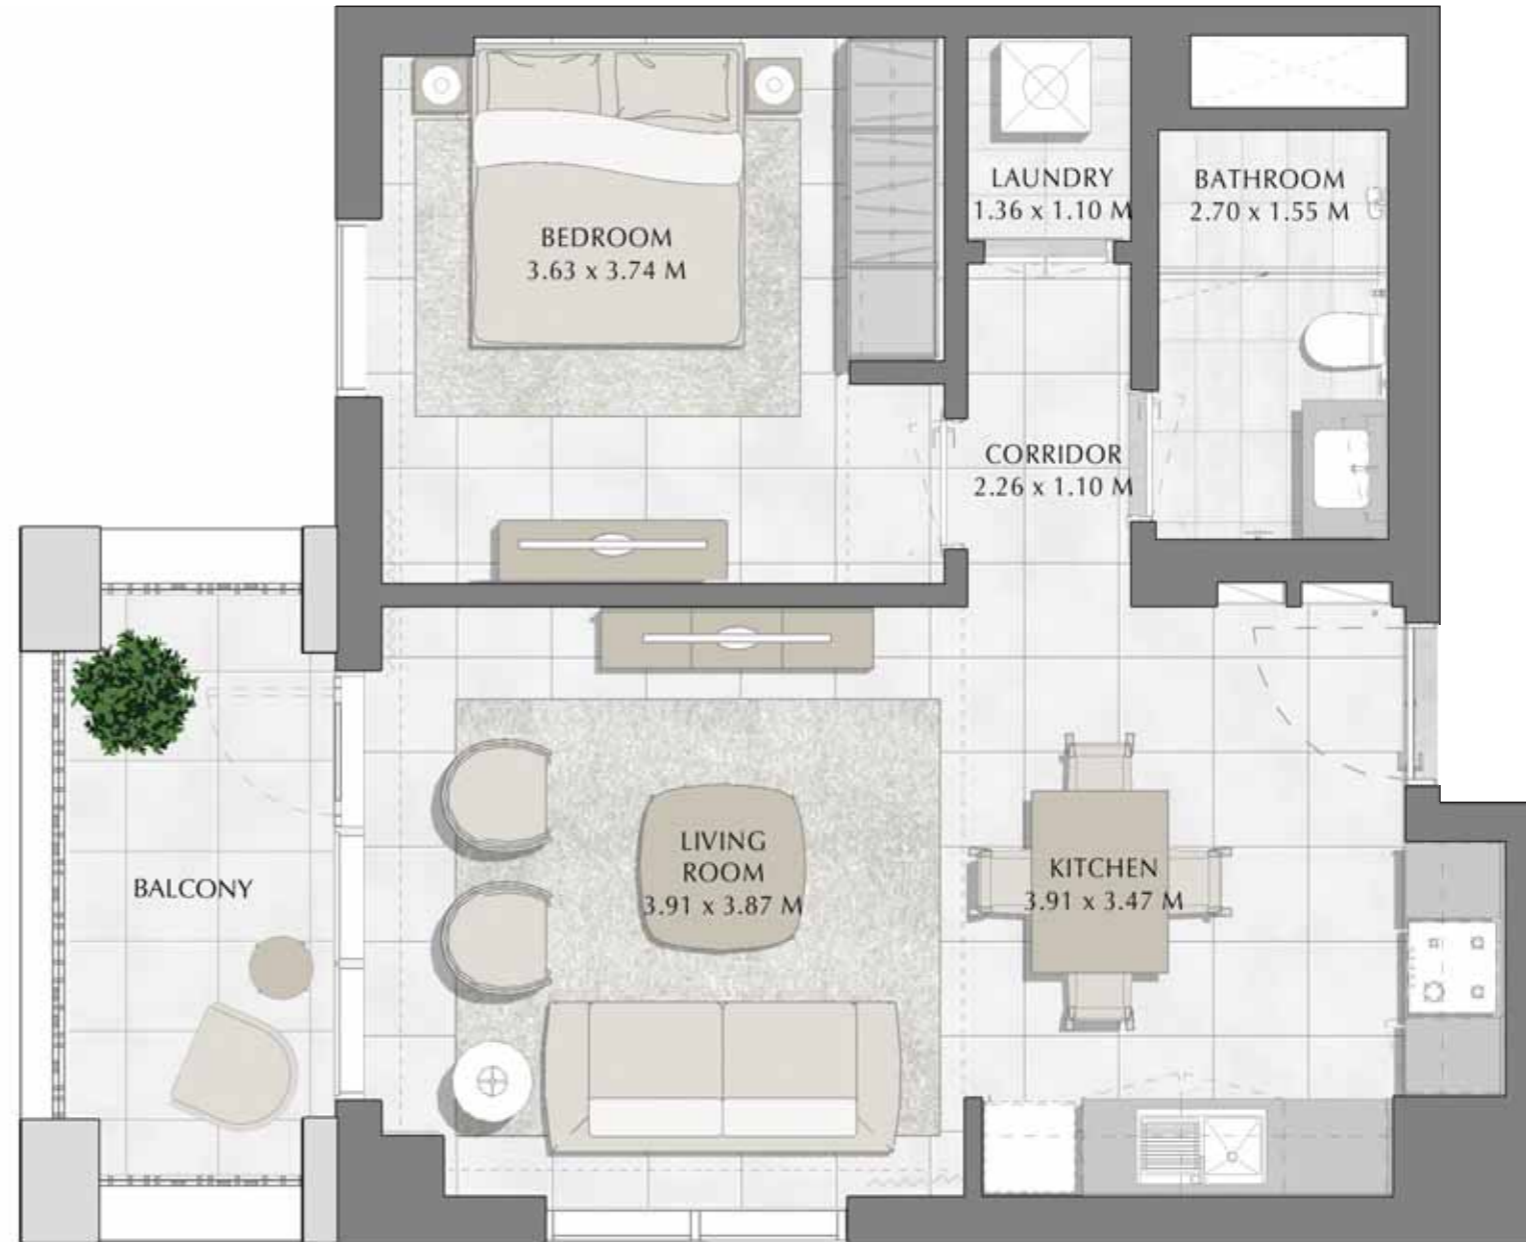 LAUNDRY
1.36 x 1.10 M
BATHROOM
2.70 x 1.55 M
BEDROOM
3.63 x 3.74 M
CORRIDOR
2.26 x 1.10 M
LIVING
ROOM
3.91 x 3.87 M
KITCHEN
3.91 x 3.47 M
BALCONY